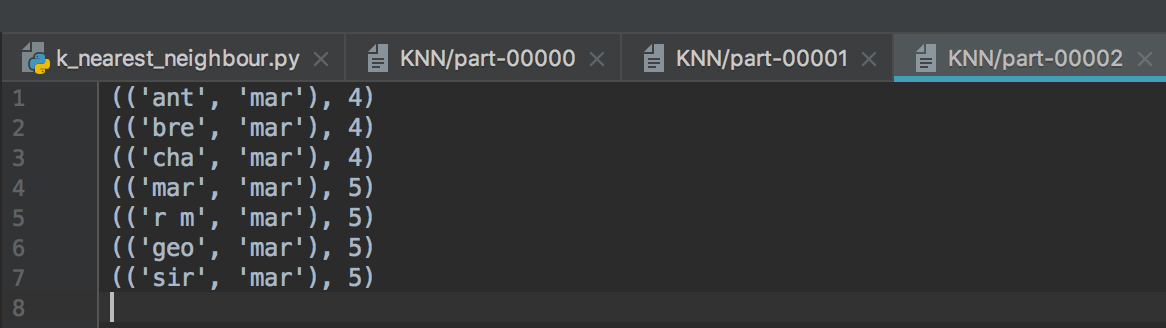 k_nearest_neighbour.py KNN/part-00000 KNN/part-00001 KNN/part-00002
1 (('ant', 'mar'), 4)
2 (('bre', 'mar'), 4)
3 (('cha', 'mar'), 4)
4 (('mar', 'mar'), 5)
5 (('r m', 'mar'), 5)
6 (('geo', 'mar'), 5)
7 (('sir', 'mar'), 5)
8